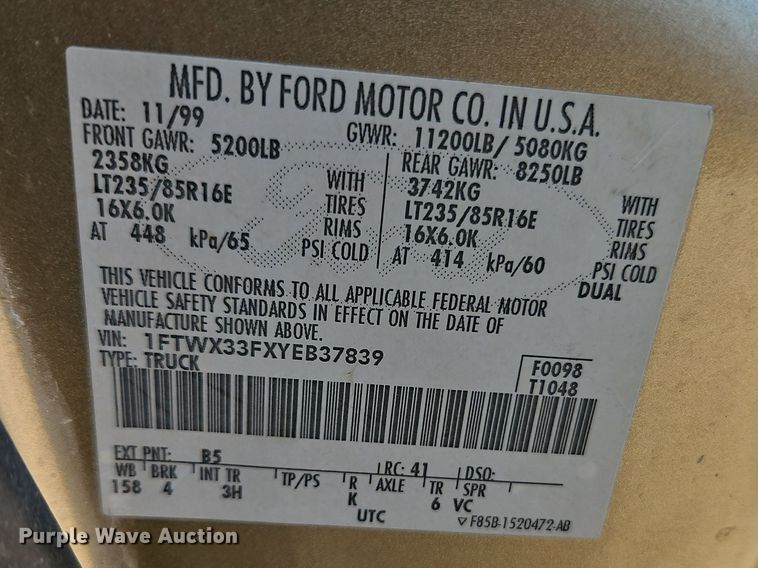 MFD. BY FORD MOTOR CO. IN U.S.A.
DATE: 11/99 GVWR: 11200LB/ 5080KG
FRONT GAWR: 5200LB REAR GAWR: 8250LB
2358KG WITH 3742KG WITH
LT235/85R16E TIRES LT235/85R16E TIRES
16X6.0K RIMS 16X6.0K RIMS
AT 448 kPa/65 PSI COLD AT 414 kPa/60 PSI COLD
DUAL
THIS VEHICLE CONFORMS TO ALL APPLICABLE FEDERAL MOTOR
VEHICLE SAFETY STANDARDS IN EFFECT ON THE DATE OF
MANUFACTURE SHOWN ABOVE.
VIN: 1FTWX33FXYEB37839
TYPE: TRUCK
F0098
T1048
EXT PNT: B5 RC: 41 DSO:
WB BRK INT TR TP/PS R AXLE TR SPR
158 4 3H K 6 VC
UTC ▽F85B-1520472-AB
Purple Wave Auction
PurpleWave.com